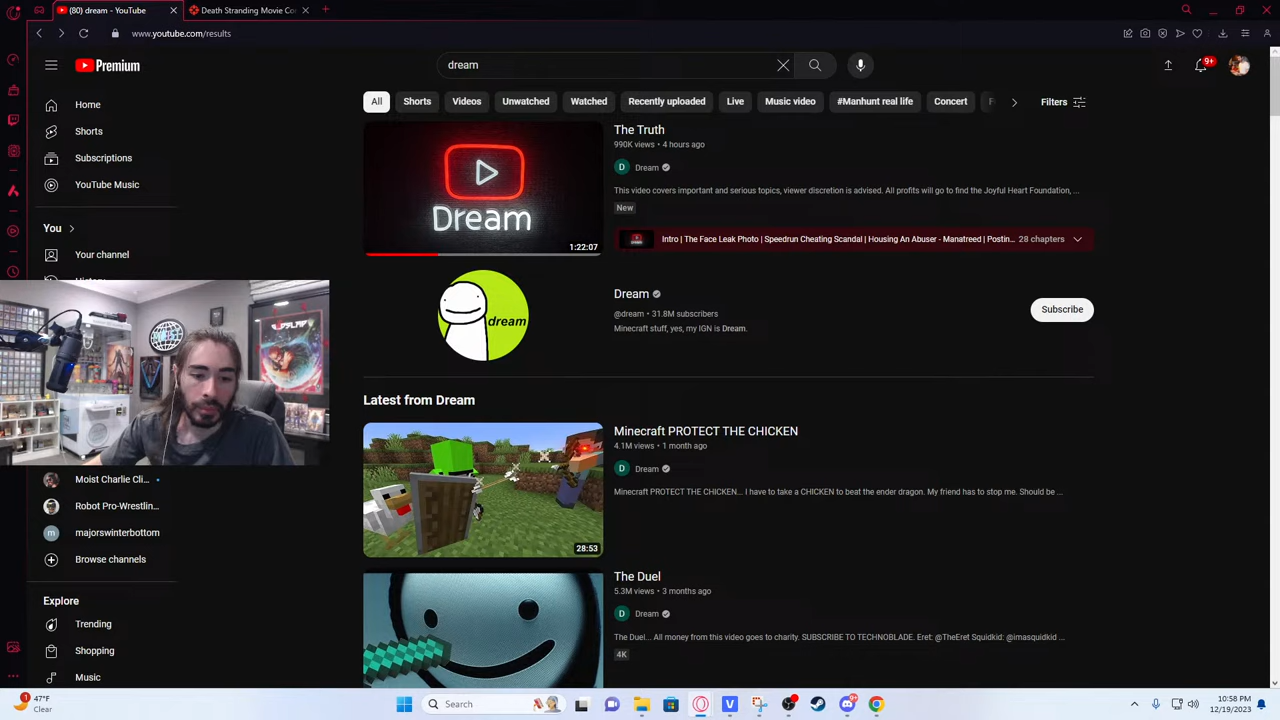 (80) dream - YouTube
Death Stranding Movie Co
www.youtube.com/results
Premium
dream
9+
Home
Shorts
Subscriptions
YouTube Music
You
Your channel
Moist Charlie Cli...
Robot Pro-Wrestlin...
m
majorswinterbottom
Browse channels
Explore
Trending
Shopping
Music
All
Shorts
Videos
Unwatched
Watched
Recently uploaded
Live
Music video
#Manhunt real life
Concert
Filters
Dream
1:22:07
The Truth
990K views • 4 hours ago
D
Dream
This video covers important and serious topics, viewer discretion is advised. All profits will go to find the Joyful Heart Foundation, ...
New
Intro | The Face Leak Photo | Speedrun Cheating Scandal | Housing An Abuser - Manatreed | Postin...
28 chapters
dream
Dream
@dream • 31.8M subscribers
Minecraft stuff, yes, my IGN is Dream.
Subscribe
Latest from Dream
28:53
Minecraft PROTECT THE CHICKEN
4.1M views • 1 month ago
D
Dream
Minecraft PROTECT THE CHICKEN... I have to take a CHICKEN to beat the ender dragon. My friend has to stop me. Should be ...
The Duel
5.3M views • 3 months ago
D
Dream
The Duel... All money from this video goes to charity. SUBSCRIBE TO TECHNOBLADE. Eret: @TheEret Squidkid: @imasquidkid ...
4K
1
47°F
Clear
Search
V
10:58 PM
12/19/2023